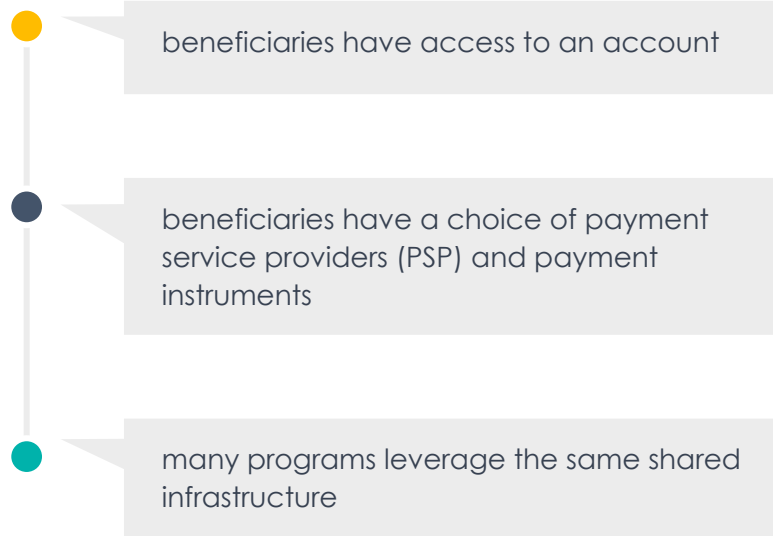 beneficiaries have access to an account
beneficiaries have a choice of payment
service providers (PSP) and payment
instruments
many programs leverage the same shared
infrastructure